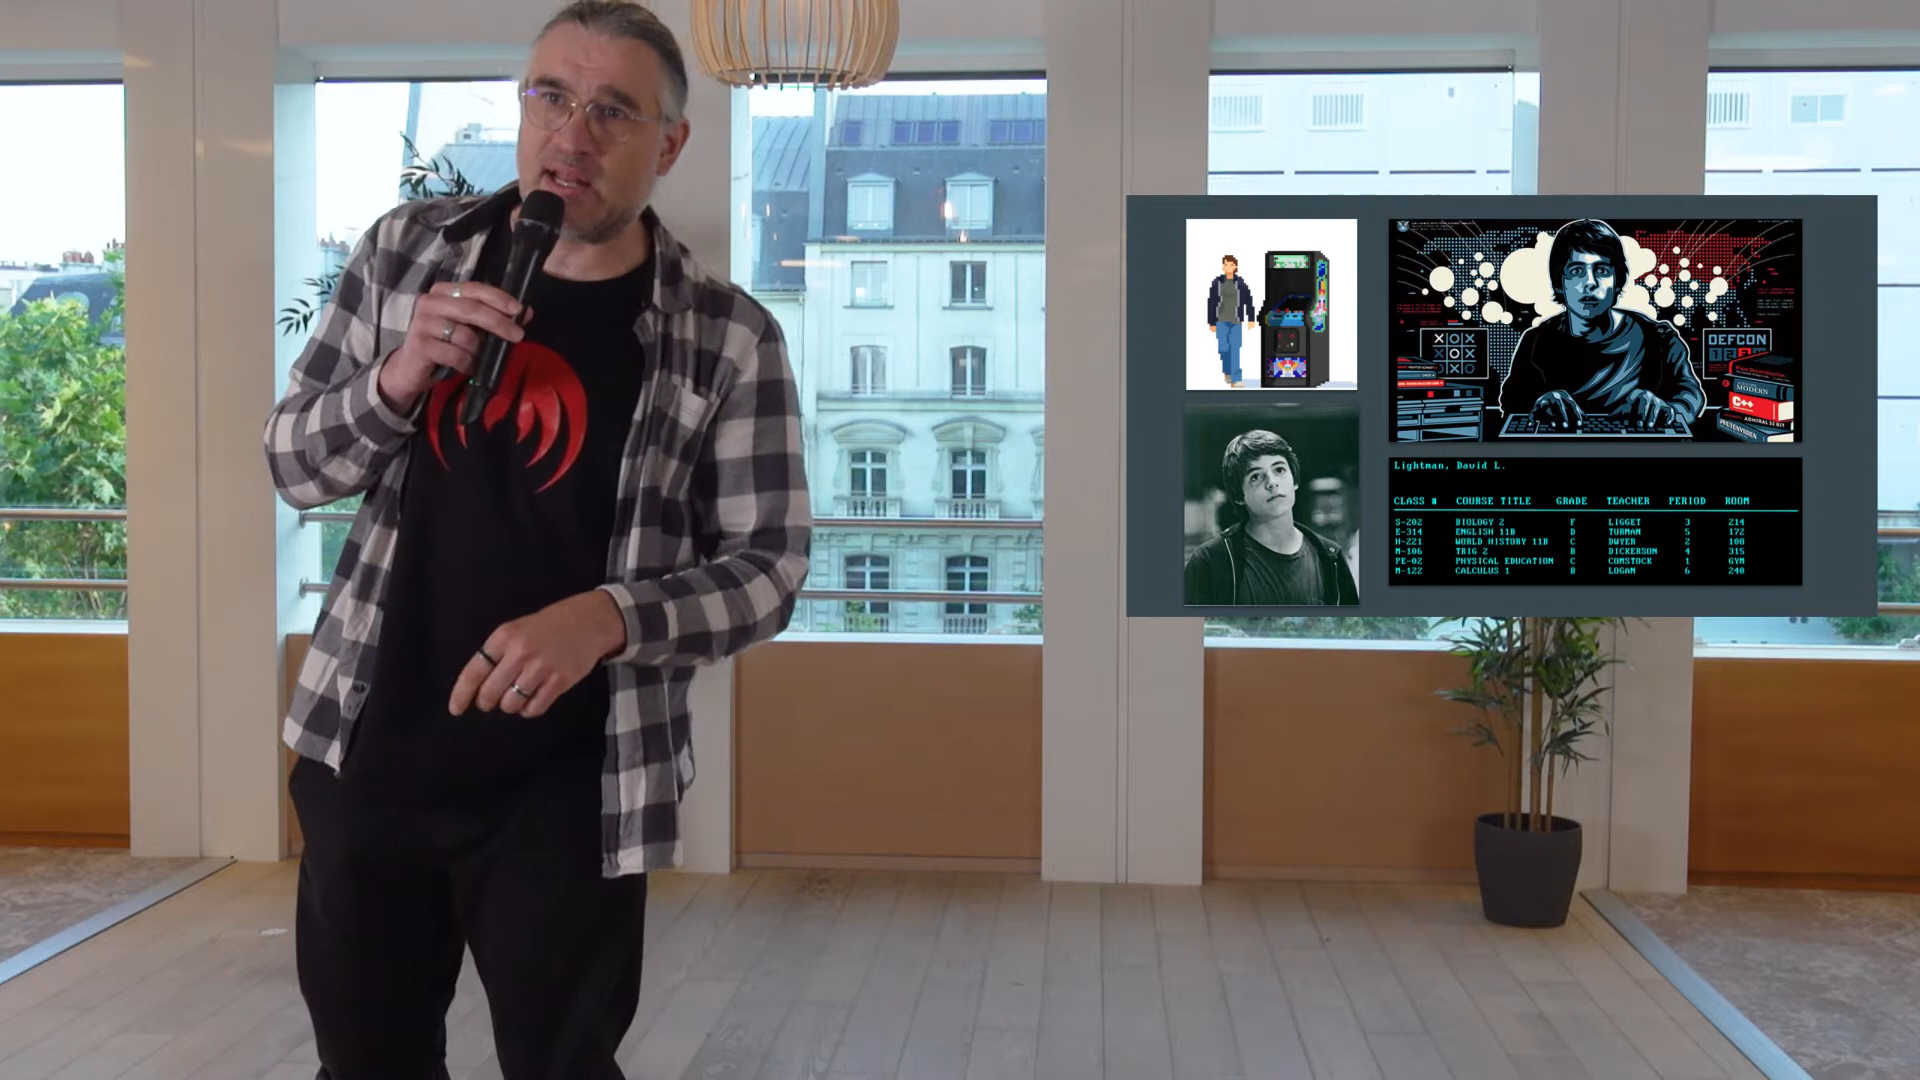 DEFCON
MODERN
C++
Lightman, David L.
CLASS # COURSE TITLE GRADE TEACHER PERIOD ROOM
S-202 BIOLOGY 2 F LIGGET 3 214
E-314 ENGLISH 11B D TURMAN 5 172
H-221 WORLD HISTORY 11B C DWYER 2 108
M-106 TRIG 2 B DICKERSON 4 315
PE-02 PHYSICAL EDUCATION C COMSTOCK 1 GYM
M-122 CALCULUS 1 B LOGAN 6 240